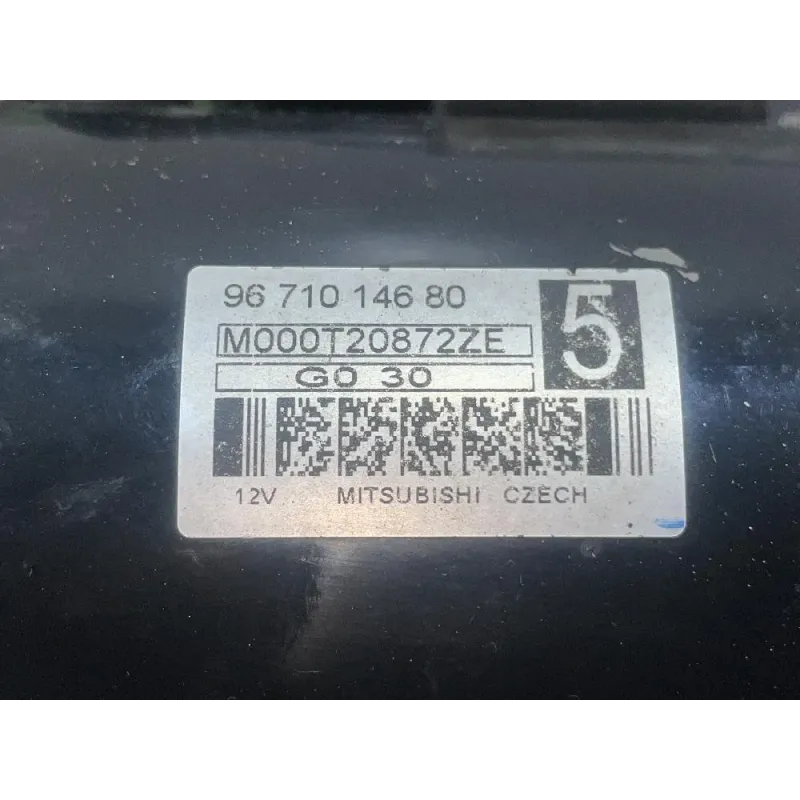 96 710 146 80
5
M000T20872ZE
G0 30
12V MITSUBISHI CZECH